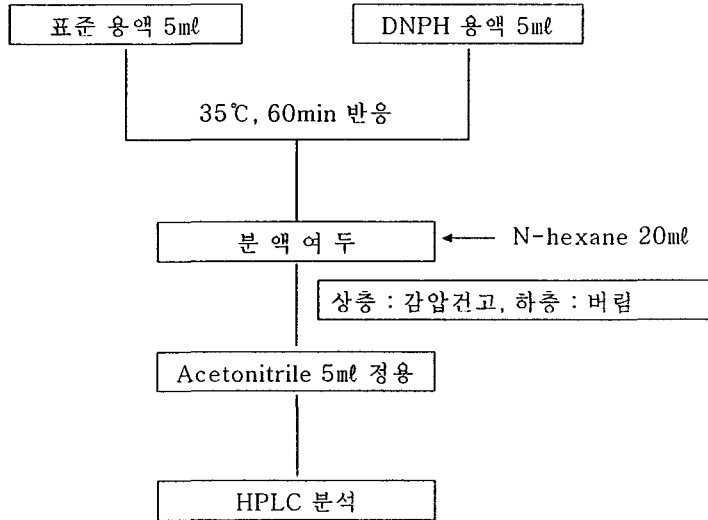 표준 용액 5㎖
DNPH 용액 5㎖
35℃, 60min 반응
분 액 여 두
N-hexane 20㎖
상층 : 감압건고, 하층 : 버림
Acetonitrile 5㎖ 정용
HPLC 분석